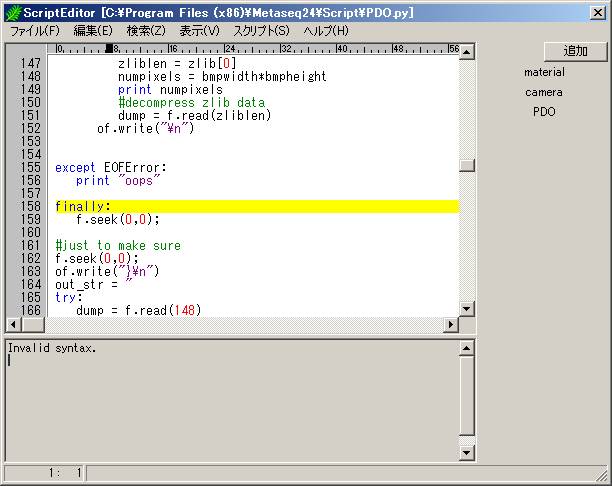 ScriptEditor [C:¥Program Files (x86)¥Metaseq24¥Script¥PDO.py]
ファイル(F) 編集(E) 検索(Z) 表示(V) スクリプト(S) ヘルプ(H)
0 8 16 24 32 40 48 56
追加
material
camera
PDO
147 zliblen = zlib[0]
148 numpixels = bmpwidth*bmpheight
149 print numpixels
150 #decompress zlib data
151 dump = f.read(zliblen)
152 of.write("¥n")
153
154
155 except EOFError:
156 print "oops"
157
158 finally:
159 f.seek(0,0);
160
161 #just to make sure
162 f.seek(0,0);
163 of.write("}¥n")
164 out_str = "
165 try:
166 dump = f.read(148)
Invalid syntax.
1: 1